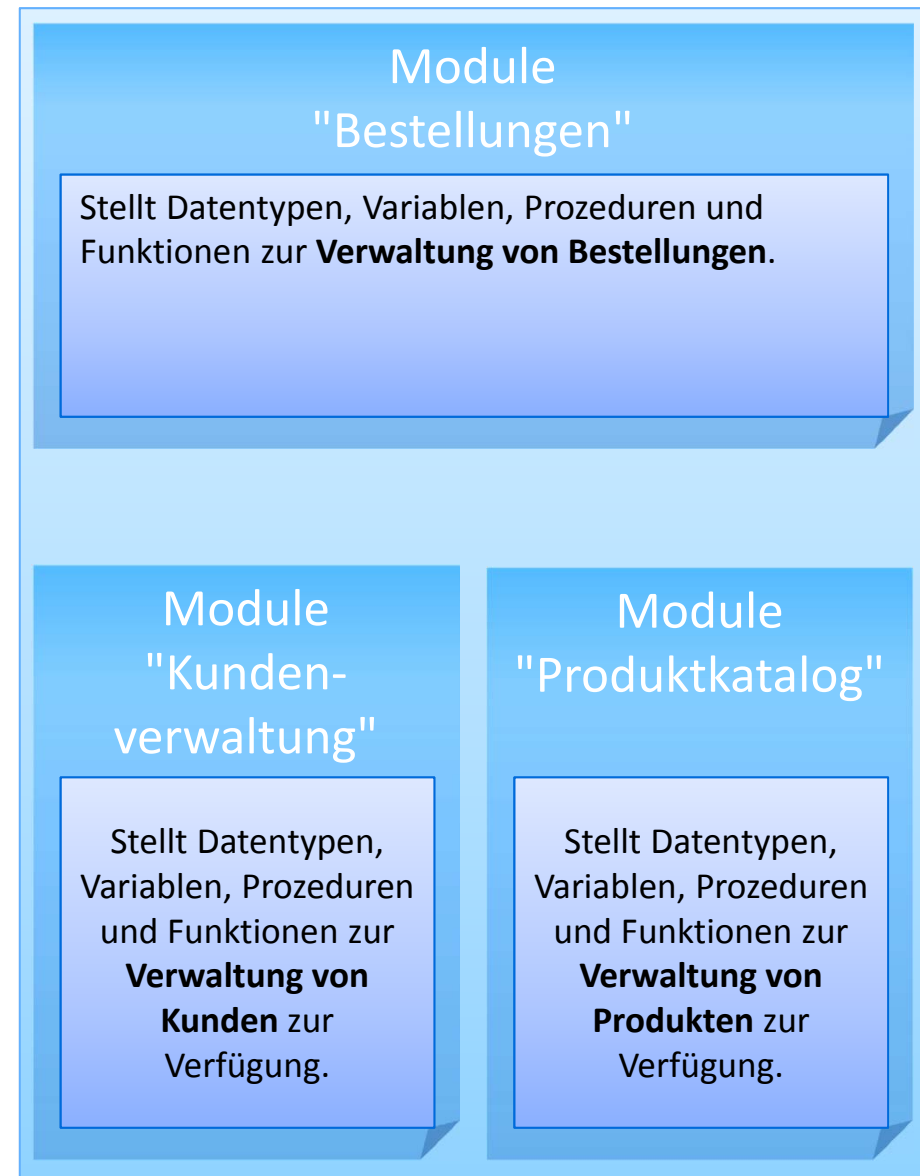 Module
"Bestellungen"
Stellt Datentypen, Variablen, Prozeduren und
Funktionen zur Verwaltung von Bestellungen.
Module
"Kunden-
verwaltung"
Stellt Datentypen,
Variablen, Prozeduren
und Funktionen zur
Verwaltung von
Kunden zur
Verfügung.
Module
"Produktkatalog"
Stellt Datentypen,
Variablen, Prozeduren
und Funktionen zur
Verwaltung von
Produkten zur
Verfügung.